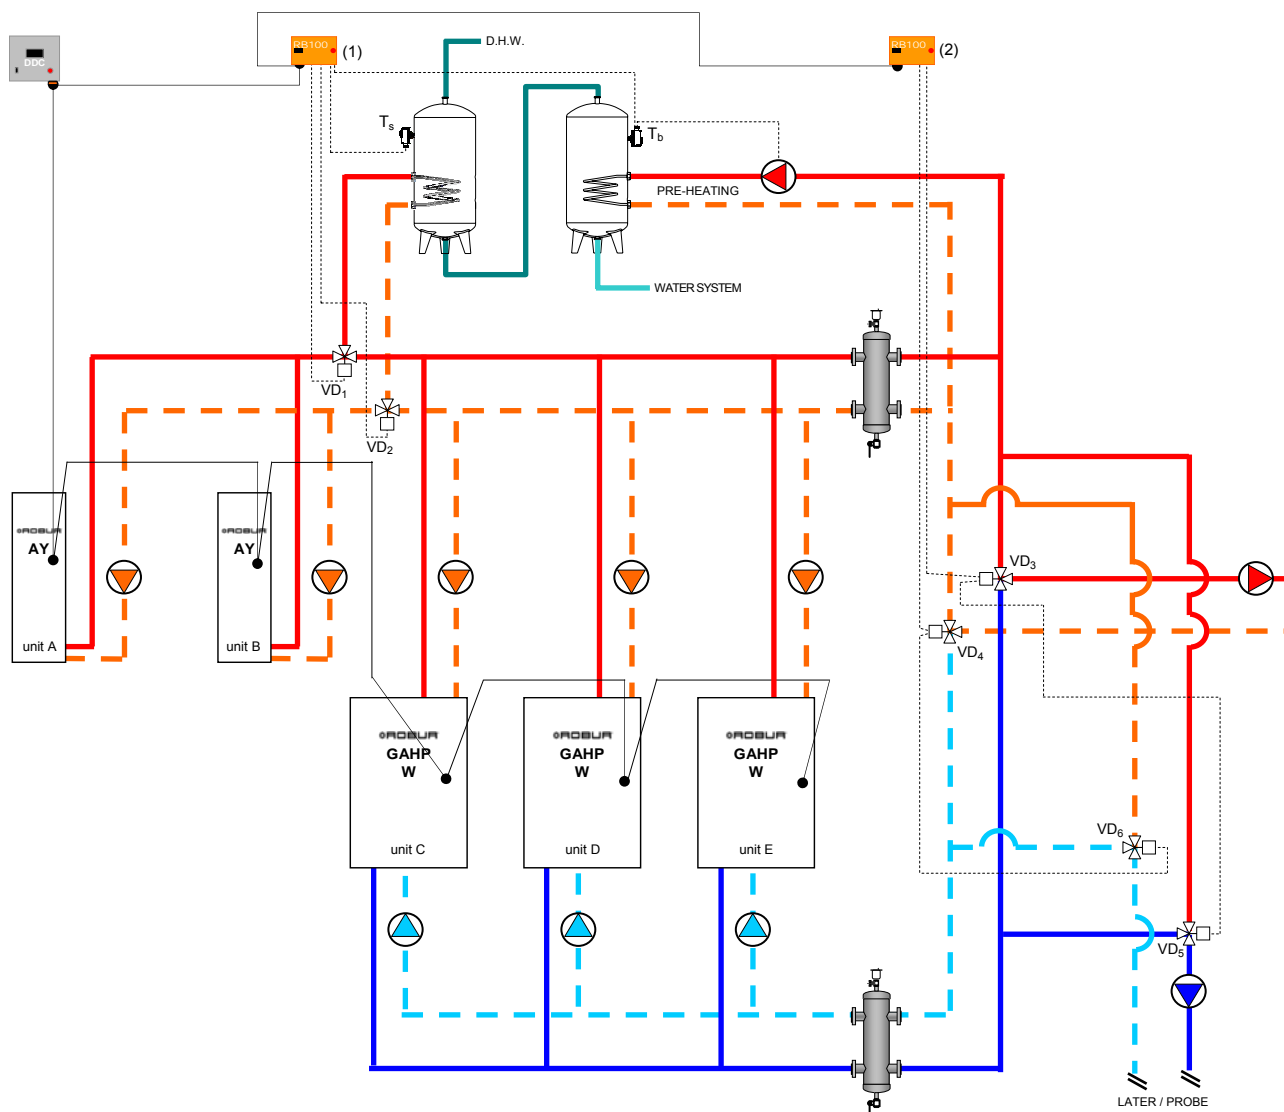 D.H.W.
RB100
(1)
RB100
(2)
DDC
Ts
Tb
PRE-HEATING
WATER SYSTEM
VD1
VD2
ROBUR
AY
unit A
ROBUR
AY
unit B
VD3
VD4
ROBUR
GAHP
W
unit C
ROBUR
GAHP
W
unit D
ROBUR
GAHP
W
unit E
VD6
VD5
LATER / PROBE